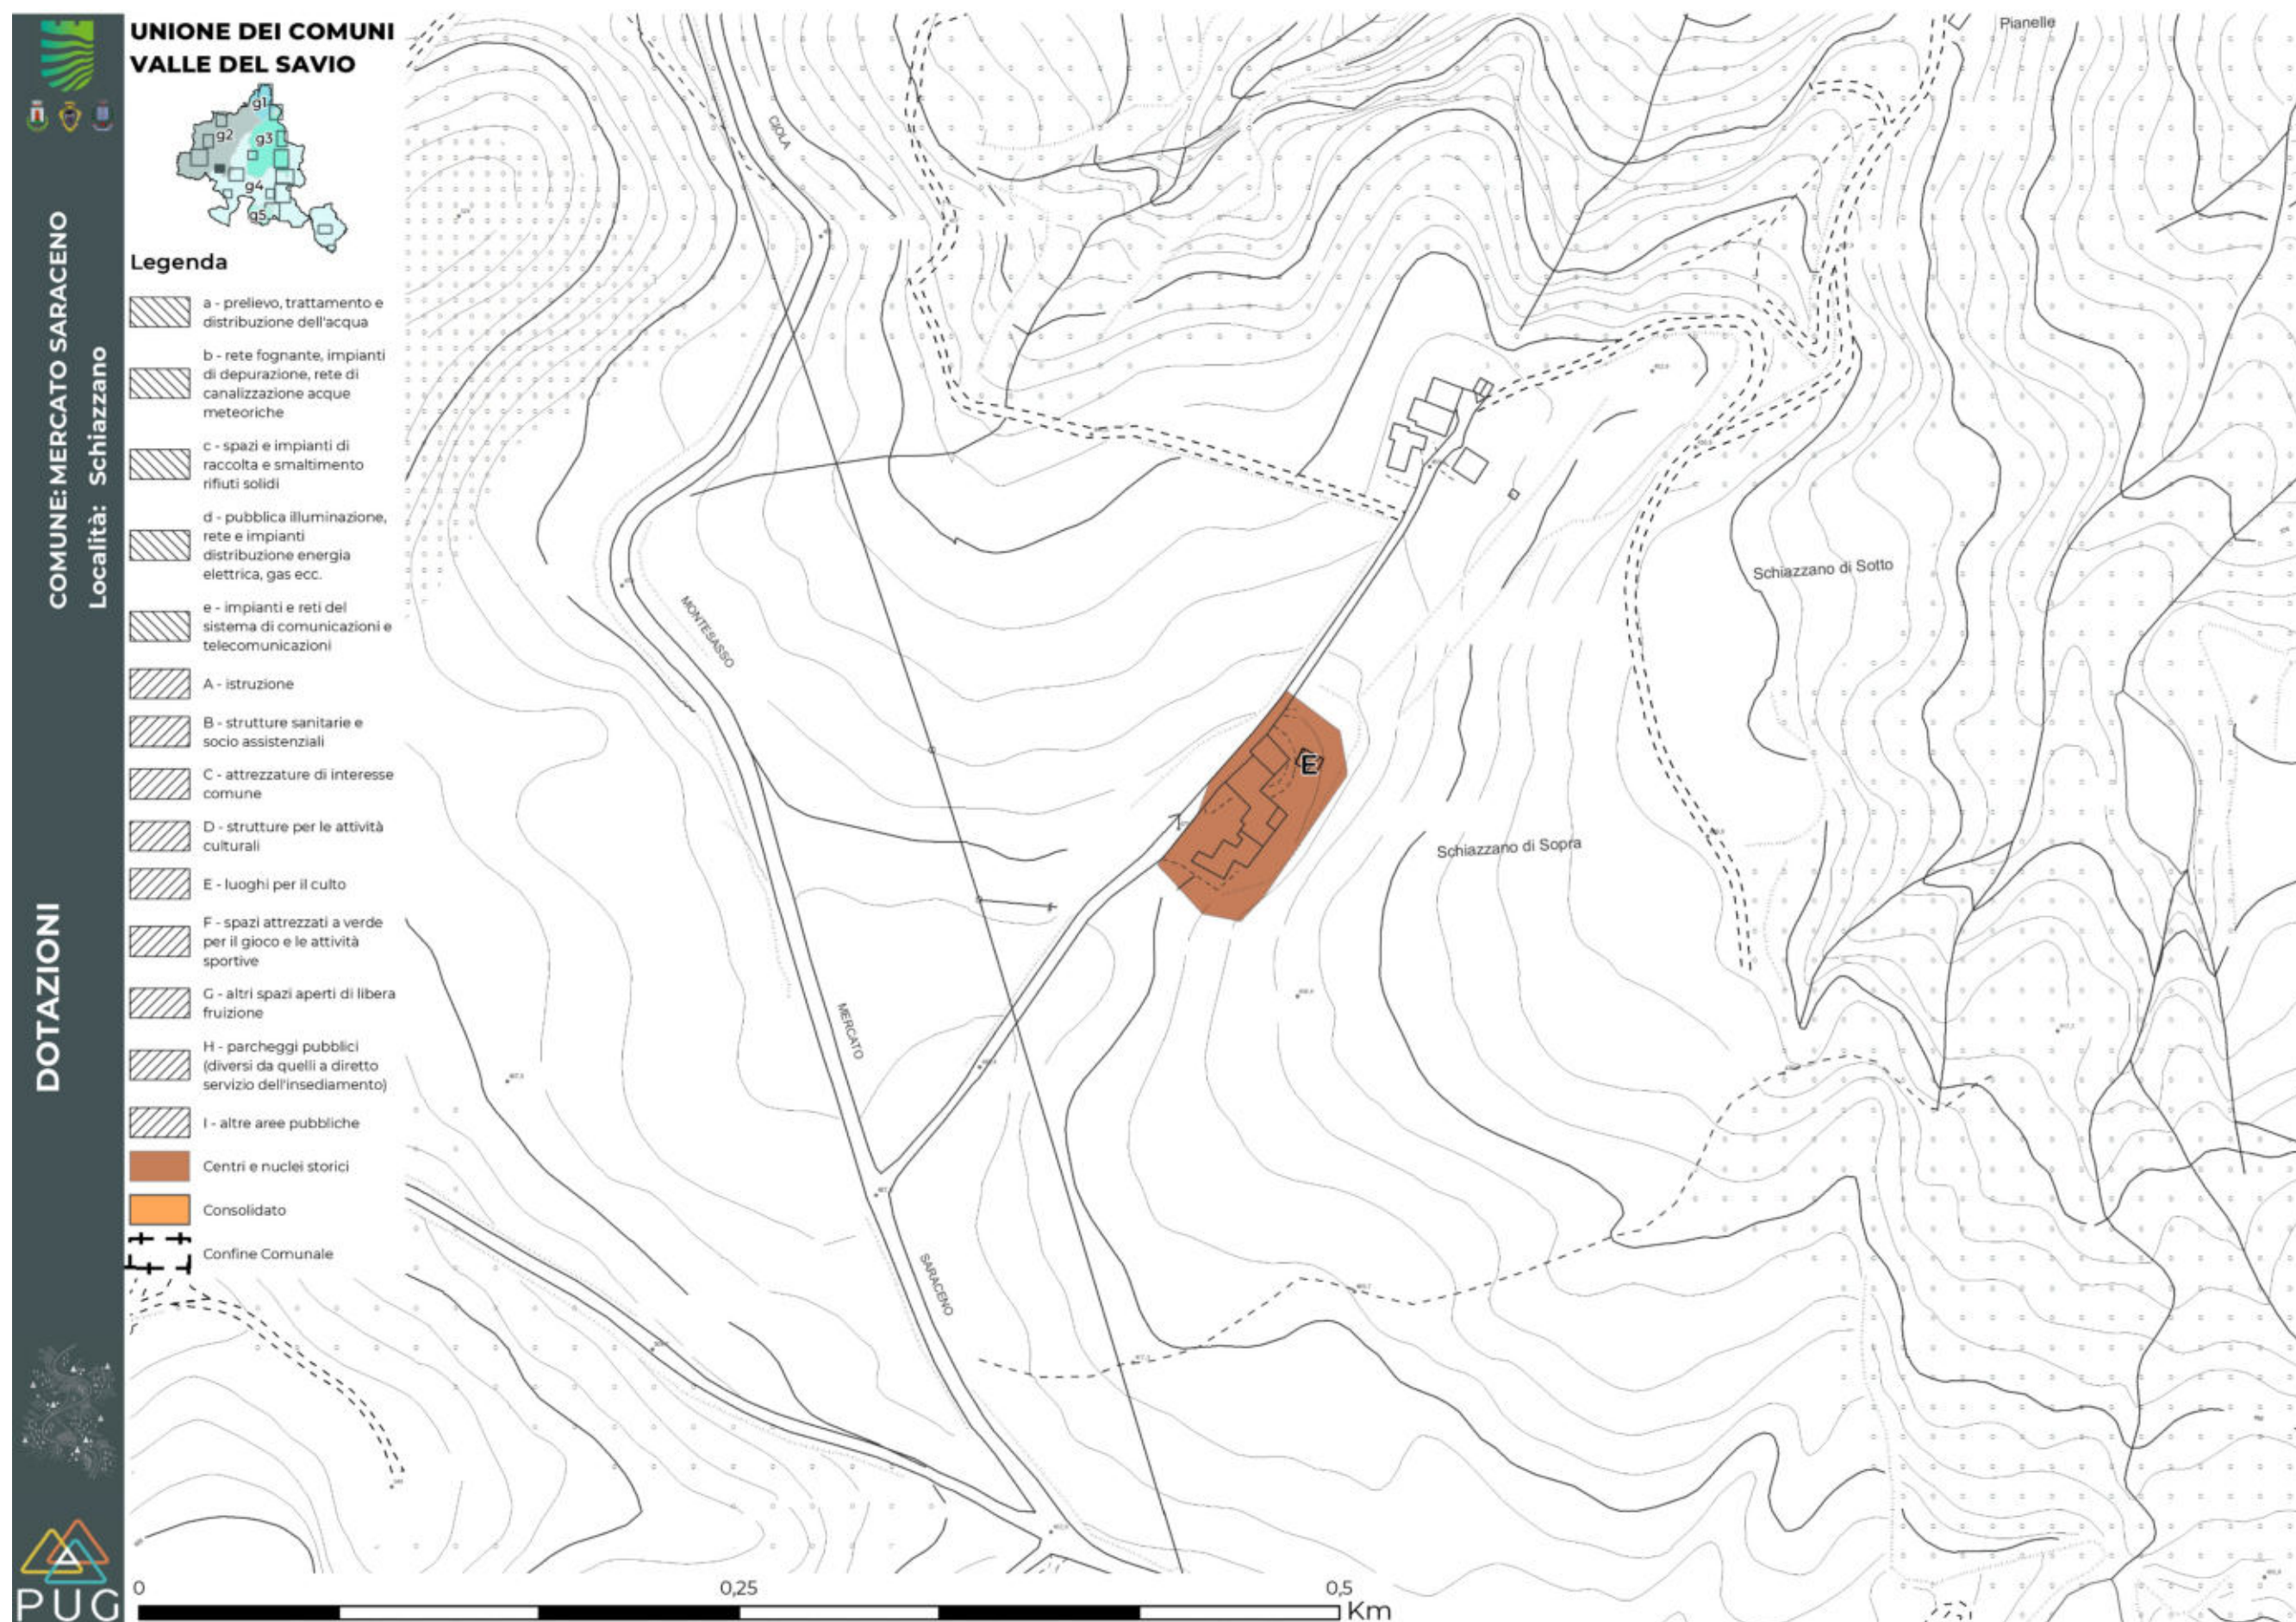 UNIONE DEI COMUNI
VALLE DEL SAVIO
g1
g2
g3
g4
g5
COMUNE: MERCATO SARACENO
Località: Schiazzano
DOTAZIONI
Legenda
a - prelievo, trattamento e
distribuzione dell'acqua
b - rete fognante, impianti
di depurazione, rete di
canalizzazione acque
meteoriche
c - spazi e impianti di
raccolta e smaltimento
rifiuti solidi
d - pubblica illuminazione,
rete e impianti
distribuzione energia
elettrica, gas ecc.
e - impianti e reti del
sistema di comunicazioni e
telecomunicazioni
A - istruzione
B - strutture sanitarie e
socio assistenziali
C - attrezzature di interesse
comune
D - strutture per le attività
culturali
E - luoghi per il culto
F - spazi attrezzati a verde
per il gioco e le attività
sportive
G - altri spazi aperti di libera
fruizione
H - parcheggi pubblici
(diversi da quelli a diretto
servizio dell'insediamento)
I - altre aree pubbliche
Centri e nuclei storici
Consolidato
Confine Comunale
PUG
Pianelle
CIOLA
MONTESASSO
Schiazzano di Sotto
E
Schiazzano di Sopra
MERCATO
SARACENO
0
0,25
0,5
Km